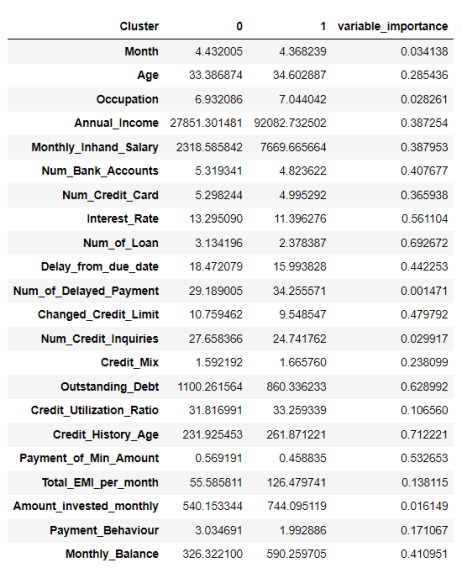 Cluster 0 1 variable_importance
Month 4.432005 4.368239 0.034138
Age 33.386874 34.602887 0.285436
Occupation 6.932086 7.044042 0.028261
Annual_Income 27851.301481 92082.732502 0.387254
Monthly_Inhand_Salary 2318.585842 7669.665664 0.387953
Num_Bank_Accounts 5.319341 4.823622 0.407677
Num_Credit_Card 5.298244 4.995292 0.365938
Interest_Rate 13.295090 11.396276 0.561104
Num_of_Loan 3.134196 2.378387 0.692672
Delay_from_due_date 18.472079 15.993828 0.442253
Num_of_Delayed_Payment 29.189005 34.255571 0.001471
Changed_Credit_Limit 10.759462 9.548547 0.479792
Num_Credit_Inquiries 27.658366 24.741762 0.029917
Credit_Mix 1.592192 1.665760 0.238099
Outstanding_Debt 1100.261564 860.336233 0.628992
Credit_Utilization_Ratio 31.816991 33.259339 0.106560
Credit_History_Age 231.925453 261.871221 0.712221
Payment_of_Min_Amount 0.569191 0.458835 0.532653
Total_EMI_per_month 55.585811 126.479741 0.138115
Amount_invested_monthly 540.153344 744.095119 0.016149
Payment_Behaviour 3.034691 1.992886 0.171067
Monthly_Balance 326.322100 590.259705 0.410951